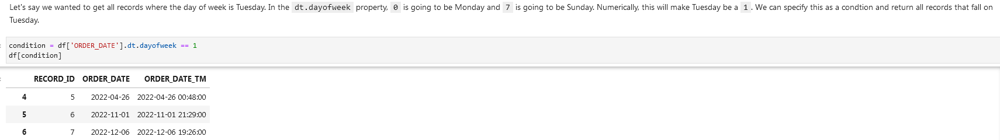 Let's say we wanted to get all records where the day of week is Tuesday. In the dt.dayofweek property, 0 is going to be Monday and 7 is going to be Sunday. Numerically, this will make Tuesday be a 1. We can specify this as a condtion and return all records that fall on
Tuesday.
condition = df['ORDER_DATE'].dt.dayofweek == 1
df[condition]
RECORD_ID ORDER_DATE ORDER_DATE_TM
4 5 2022-04-26 2022-04-26 00:48:00
5 6 2022-11-01 2022-11-01 21:29:00
6 7 2022-12-06 2022-12-06 19:26:00